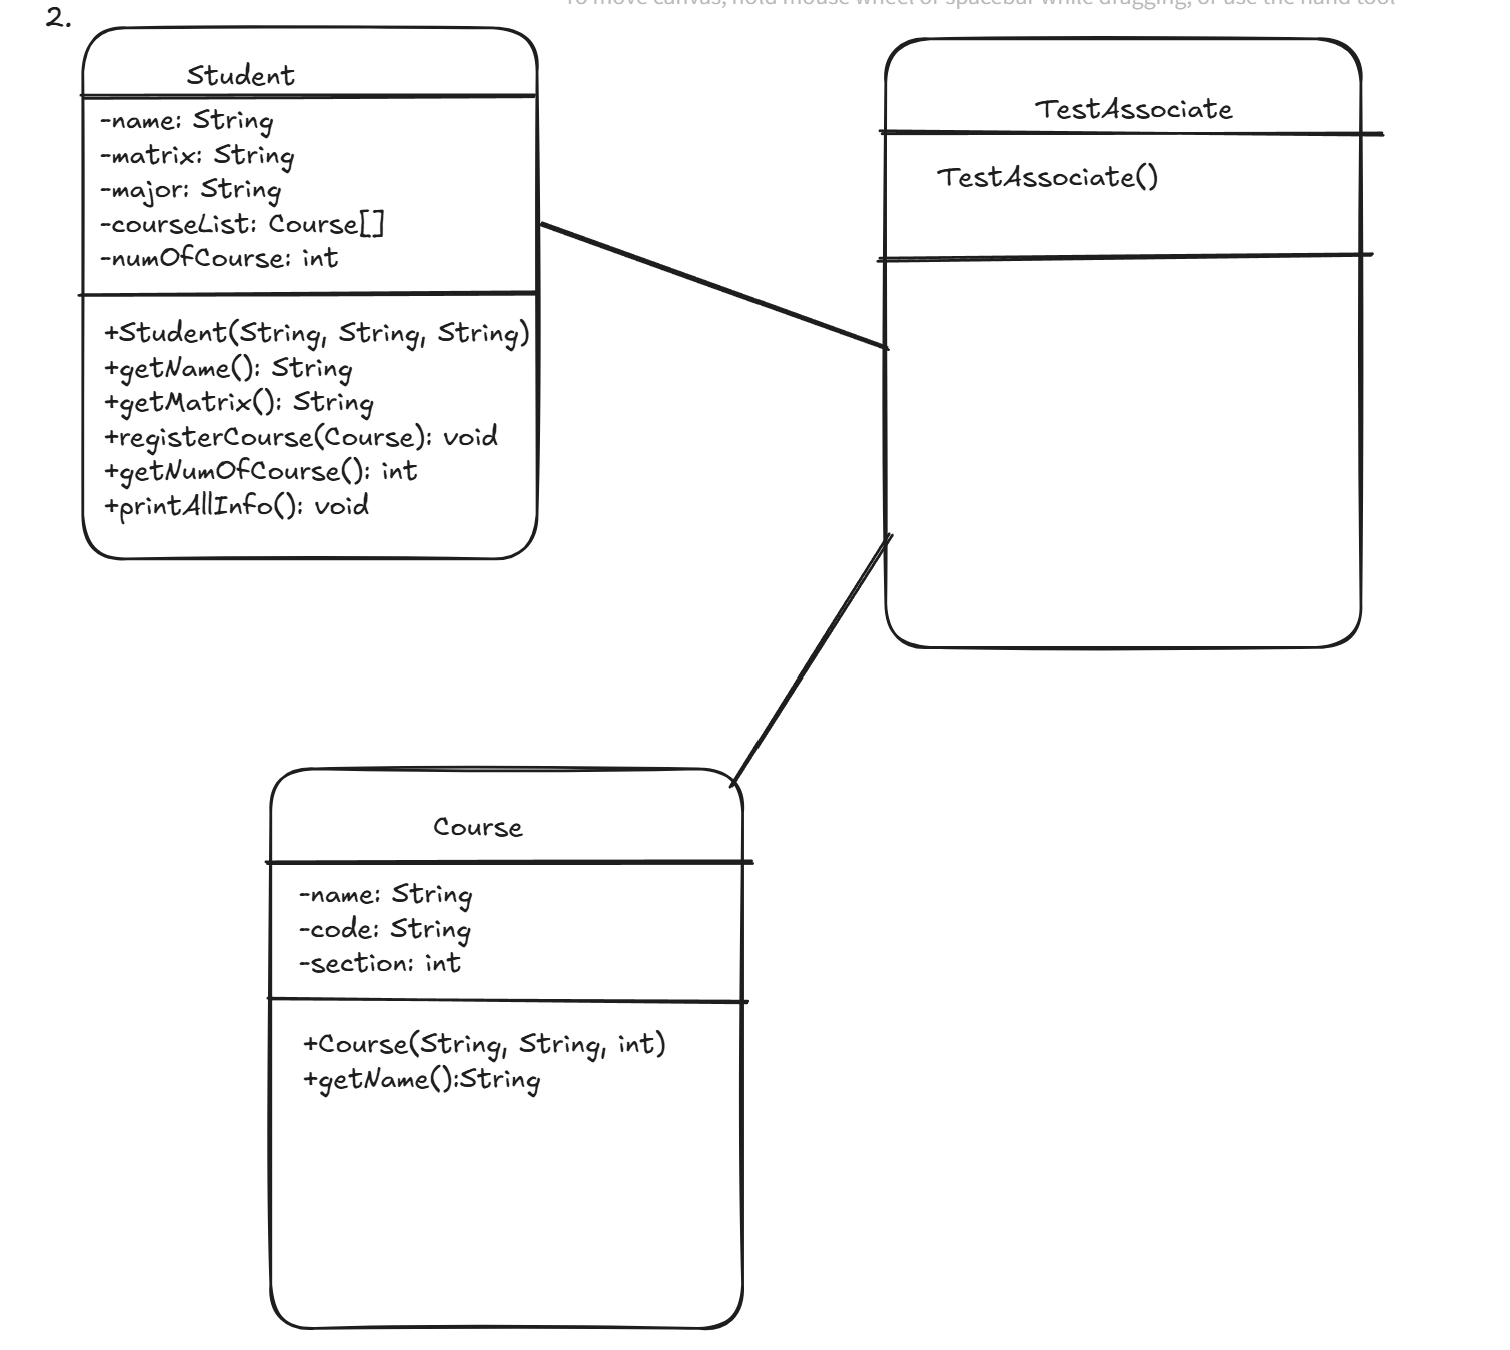 To move canvas, hold mouse wheel or spacebar while dragging, or use the hand tool
2.
Student
-name: String
-matrix: String
-major: String
-courseList: Course[]
-numOfCourse: int
+Student(String, String, String)
+getName(): String
+getMatrix(): String
+registerCourse(Course): void
+getNumOfCourse(): int
+printAllInfo(): void
TestAssociate
TestAssociate()
Course
-name: String
-code: String
-section: int
+Course(String, String, int)
+getName():String